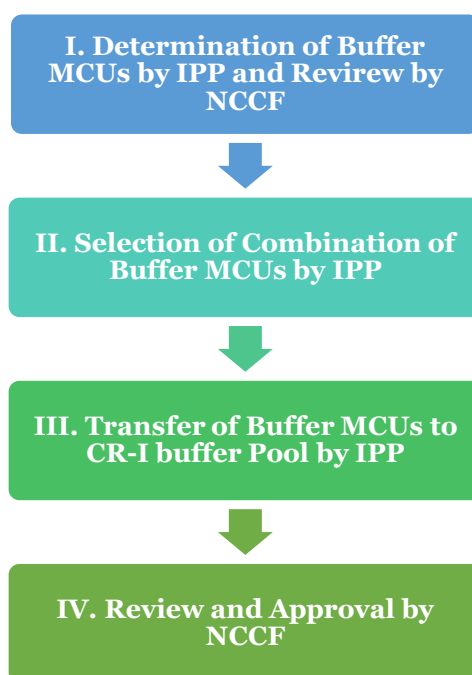 I. Determination of Buffer
MCUs by IPP and Revirew by
NCCF
II. Selection of Combination of
Buffer MCUs by IPP
III. Transfer of Buffer MCUs to
CR-I buffer Pool by IPP
IV. Review and Approval by
NCCF